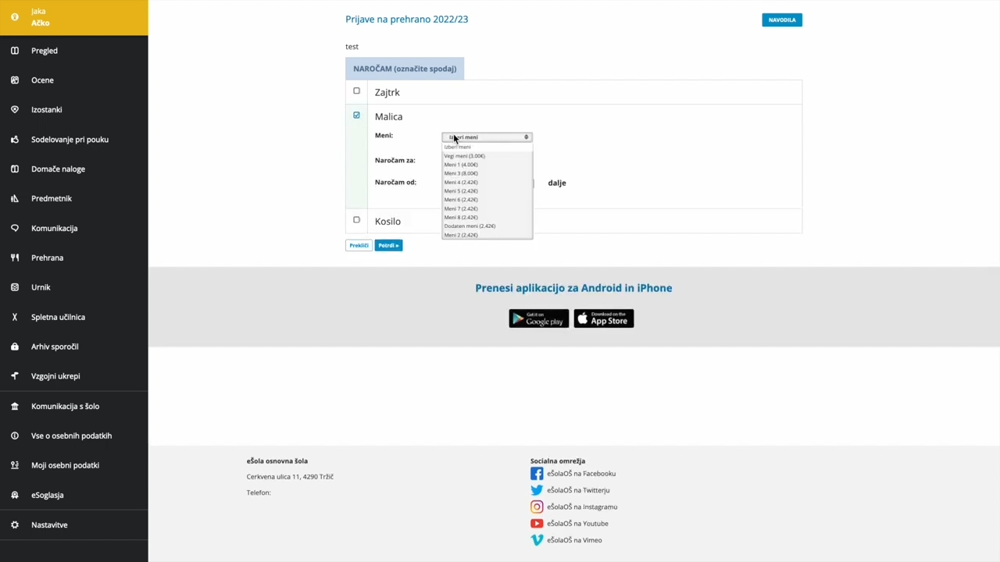 Jaka
Ačko
Pregled
Ocene
Izostanki
Sodelovanje pri pouku
Domače naloge
Predmetnik
Komunikacija
Prehrana
Urnik
Spletna učilnica
Arhiv sporočil
Vzgojni ukrepi
Komunikacija s šolo
Vse o osebnih podatkih
Moji osebni podatki
eSoglasja
Nastavitve
Prijave na prehrano 2022/23
NAVODILA
test
NAROČAM (označite spodaj)
Zajtrk
Malica
Meni:
Izberi meni
Izberi meni
Vegi meni (3.00€)
Meni 1 (4.00€)
Meni 3 (8.00€)
Meni 4 (2.42€)
Meni 5 (2.42€)
Meni 6 (2.42€)
Meni 7 (2.42€)
Meni 8 (2.42€)
Dodaten meni (2.42€)
Meni 2 (2.42€)
Naročam za:
Naročam od:
dalje
Kosilo
Prekliči
Potrdi »
Prenesi aplikacijo za Android in iPhone
Get it on
Google play
Download on the
App Store
eŠola osnovna šola
Cerkvena ulica 11, 4290 Tržič
Telefon:
Socialna omrežja
eŠolaOŠ na Facebooku
eŠolaOŠ na Twitterju
eŠolaOŠ na Instagramu
eŠolaOŠ na Youtube
eŠolaOŠ na Vimeo